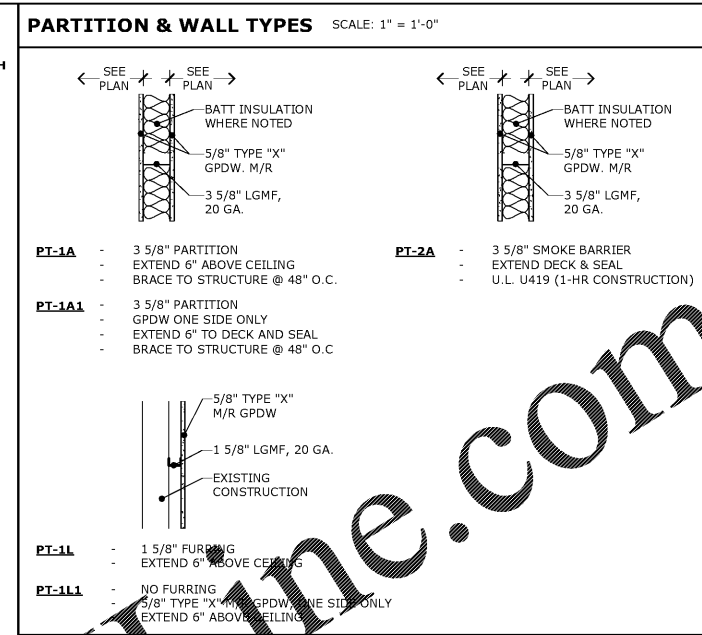 H
PARTITION & WALL TYPES SCALE: 1" = 1'-0"
SEE PLAN
SEE PLAN
BATT INSULATION
WHERE NOTED
5/8" TYPE "X"
GPDW. M/R
3 5/8" LGMF,
20 GA.
PT-1A - 3 5/8" PARTITION
- EXTEND 6" ABOVE CEILING
- BRACE TO STRUCTURE @ 48" O.C.
PT-1A1 - 3 5/8" PARTITION
- GPDW ONE SIDE ONLY
- EXTEND 6" TO DECK AND SEAL
- BRACE TO STRUCTURE @ 48" O.C
SEE PLAN
SEE PLAN
BATT INSULATION
WHERE NOTED
5/8" TYPE "X"
GPDW. M/R
3 5/8" LGMF,
20 GA.
PT-2A - 3 5/8" SMOKE BARRIER
- EXTEND DECK & SEAL
- U.L. U419 (1-HR CONSTRUCTION)
5/8" TYPE "X"
M/R GPDW
1 5/8" LGMF, 20 GA.
EXISTING
CONSTRUCTION
PT-1L - 1 5/8" FURRING
- EXTEND 6" ABOVE CEILING
PT-1L1 - NO FURRING
- 5/8" TYPE "X" M/R GPDW, ONE SIDE ONLY
- EXTEND 6" ABOVE CEILING
ne.com